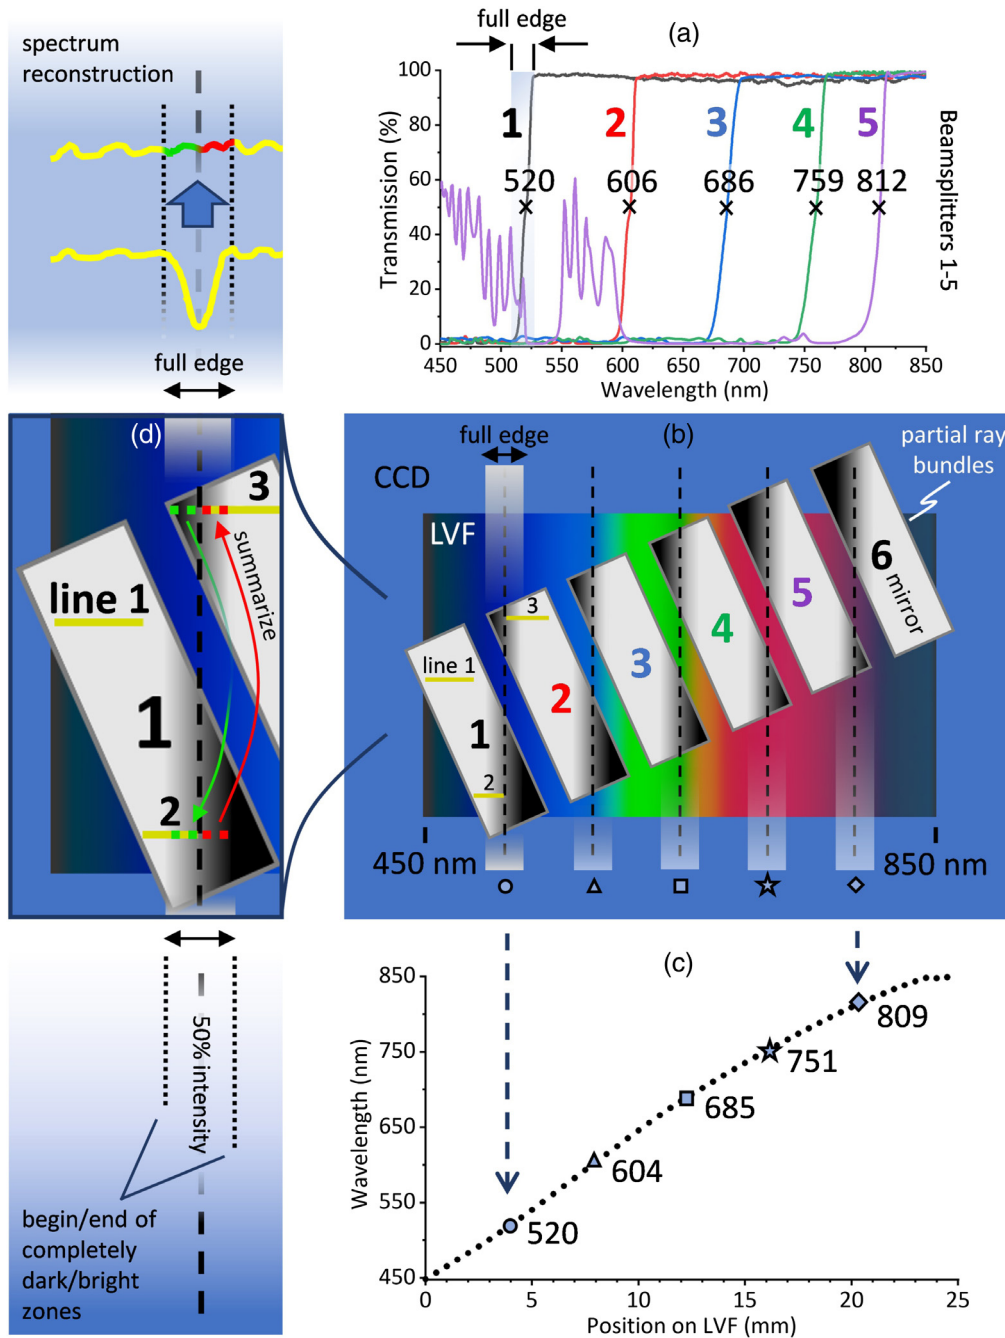 spectrum
reconstruction
full edge
full edge
(a)
Transmission (%)
100
80
60
40
20
0
1
2
3
4
5
520
606
686
759
812
450
500
550
600
650
700
750
800
850
Wavelength (nm)
Beamsplitters 1-5
(d)
3
line 1
summarize
1
2
(b)
full edge
CCD
partial ray
bundles
LVF
3
line 1
1
2
2
3
4
5
6
mirror
450 nm
850 nm
50% intensity
begin/end of
completely
dark/bright
zones
(c)
Wavelength (nm)
850
750
650
550
450
520
604
685
751
809
0
5
10
15
20
25
Position on LVF (mm)